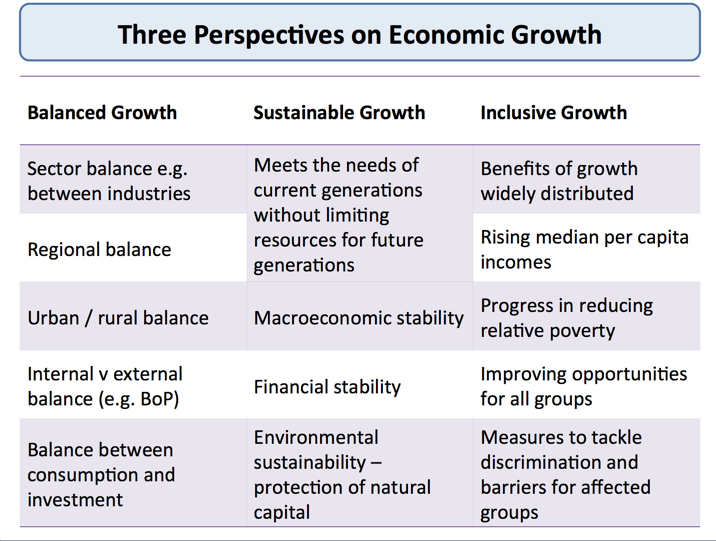 Three Perspectives on Economic Growth
Balanced Growth
Sustainable Growth
Inclusive Growth
Sector balance e.g.
between industries
Meets the needs of
current generations
without limiting
resources for future
generations
Benefits of growth
widely distributed
Regional balance
Rising median per capita
incomes
Urban / rural balance
Macroeconomic stability
Progress in reducing
relative poverty
Internal v external
balance (e.g. BoP)
Financial stability
Improving opportunities
for all groups
Balance between
consumption and
investment
Environmental
sustainability –
protection of natural
capital
Measures to tackle
discrimination and
barriers for affected
groups